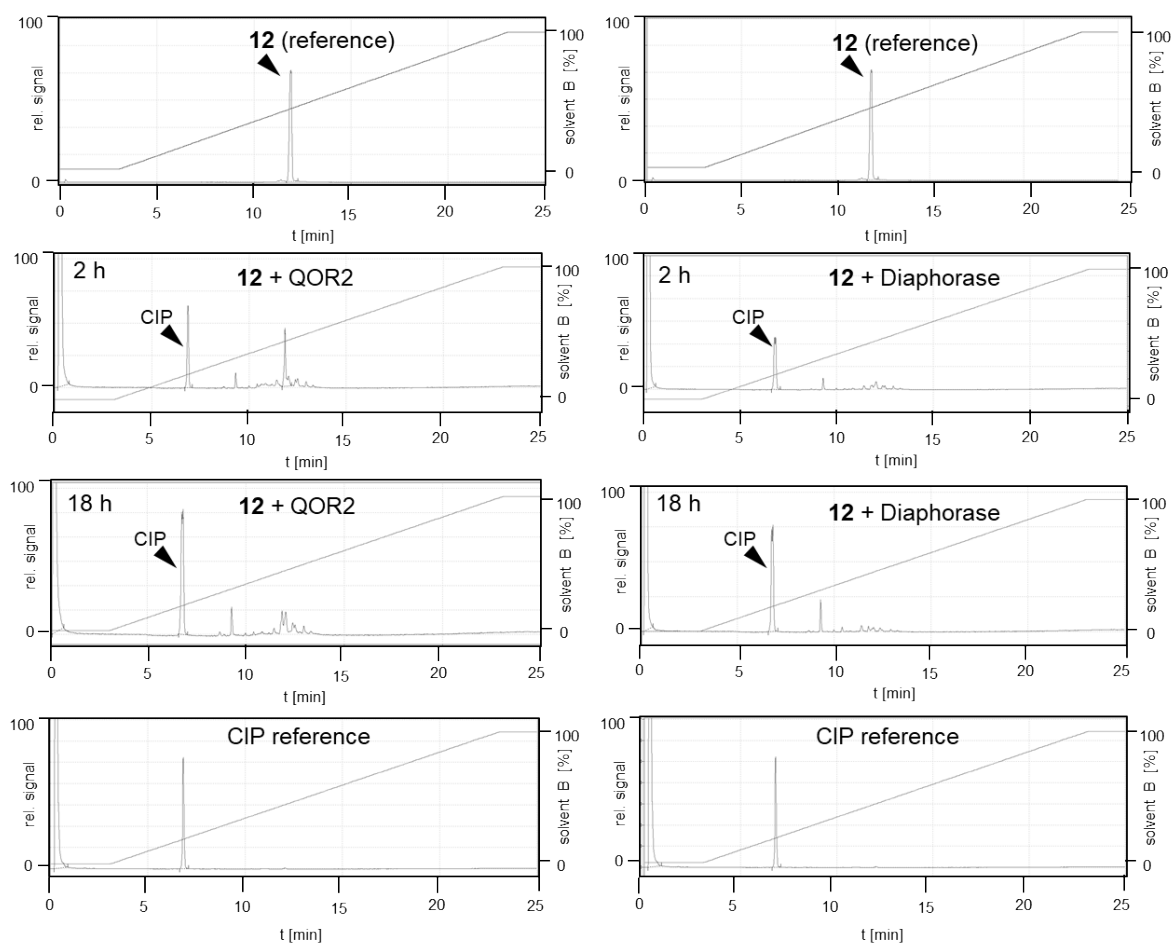 100
12 (reference)
100
rel. signal
solvent B [%]
0
0
0 5 10 15 20 25
t [min]
100
12 (reference)
100
rel. signal
solvent B [%]
0
0
0 5 10 15 20 25
t [min]
100
2 h
12 + QOR2
100
CIP
rel. signal
solvent B [%]
0
0
0 5 10 15 20 25
t [min]
100
2 h
12 + Diaphorase
100
CIP
rel. signal
solvent B [%]
0
0
0 5 10 15 20 25
t [min]
100
18 h
12 + QOR2
100
CIP
rel. signal
solvent B [%]
0
0
0 5 10 15 20 25
t [min]
100
18 h
12 + Diaphorase
100
CIP
rel. signal
solvent B [%]
0
0
0 5 10 15 20 25
t [min]
100
CIP reference
100
rel. signal
solvent B [%]
0
0
0 5 10 15 20 25
t [min]
100
CIP reference
100
rel. signal
solvent B [%]
0
0
0 5 10 15 20 25
t [min]